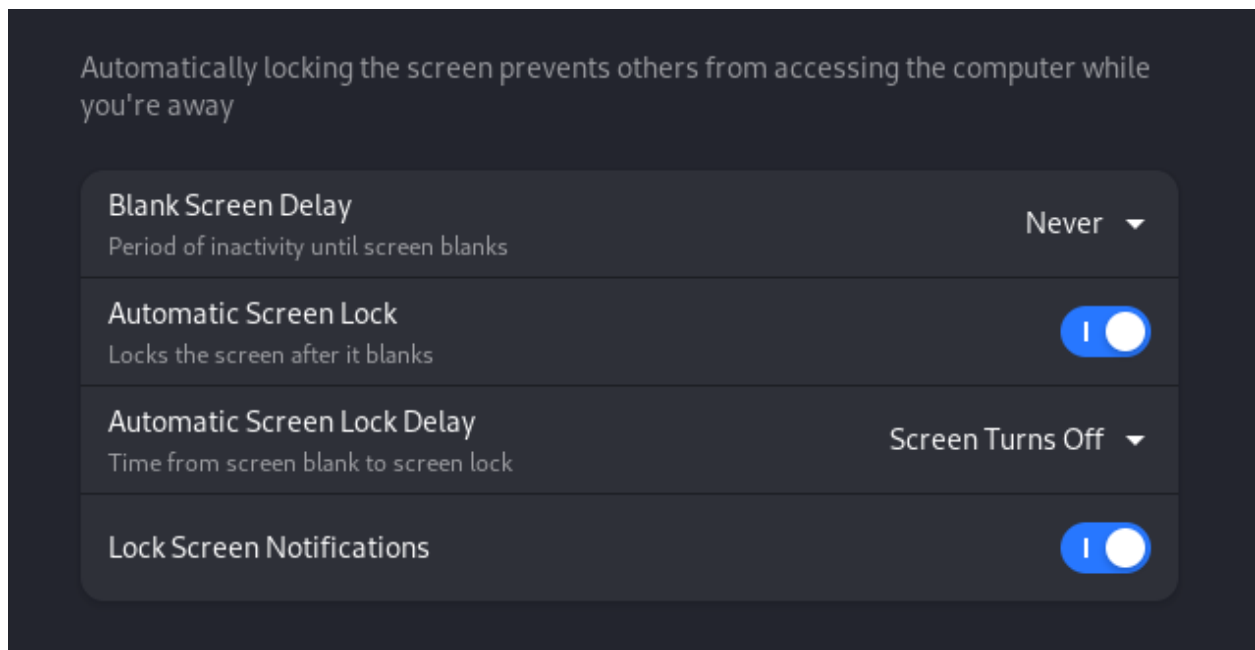 Automatically locking the screen prevents others from accessing the computer while
you're away
Blank Screen Delay
Period of inactivity until screen blanks
Never
Automatic Screen Lock
Locks the screen after it blanks
Automatic Screen Lock Delay
Time from screen blank to screen lock
Screen Turns Off
Lock Screen Notifications